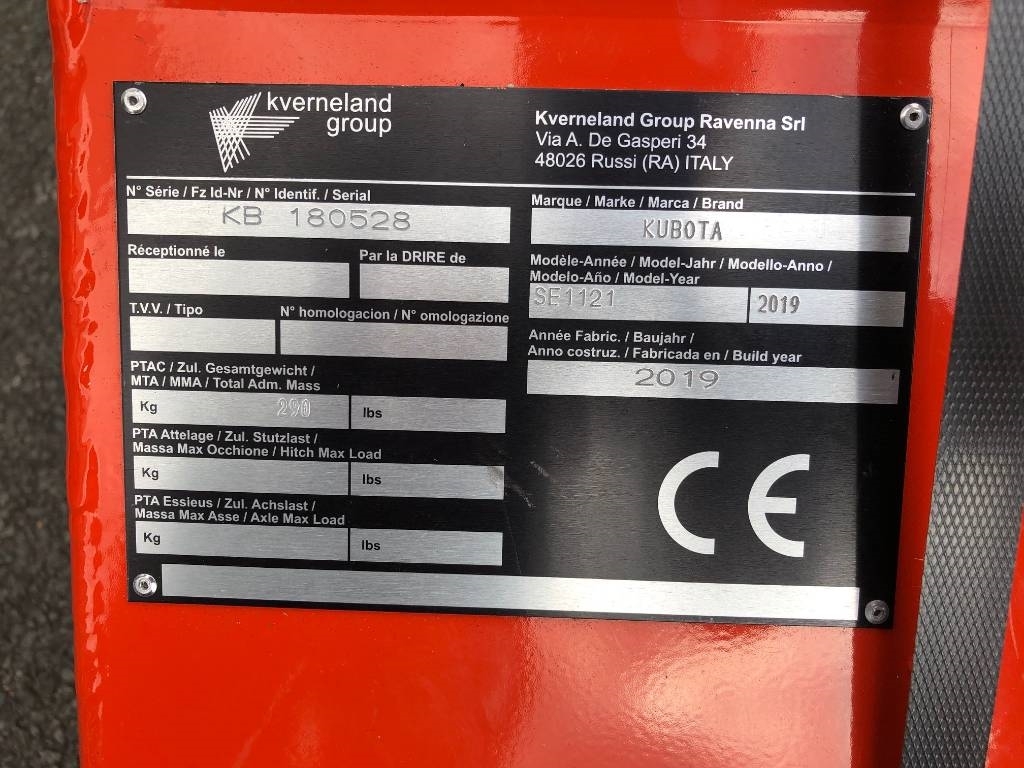 kverneland
group
Kverneland Group Ravenna Srl
Via A. De Gasperi 34
48026 Russi (RA) ITALY
N° Série / Fz Id-Nr / N° Identif. / Serial
KB 180528
Réceptionné le
Par la DRIRE de
T.V.V. / Tipo
N° homologacion / N° omologazione
PTAC / Zul. Gesamtgewicht /
MTA / MMA / Total Adm. Mass
Kg 290 lbs
PTA Attelage / Zul. Stutzlast /
Massa Max Occhione / Hitch Max Load
Kg lbs
PTA Essieus / Zul. Achslast /
Massa Max Asse / Axle Max Load
Kg lbs
Marque / Marke / Marca / Brand
KUBOTA
Modèle-Année / Model-Jahr / Modello-Anno /
Modelo-Año / Model-Year
SE1121 2019
Année Fabric. / Baujahr /
Anno costruz. / Fabricada en / Build year
2019
CE